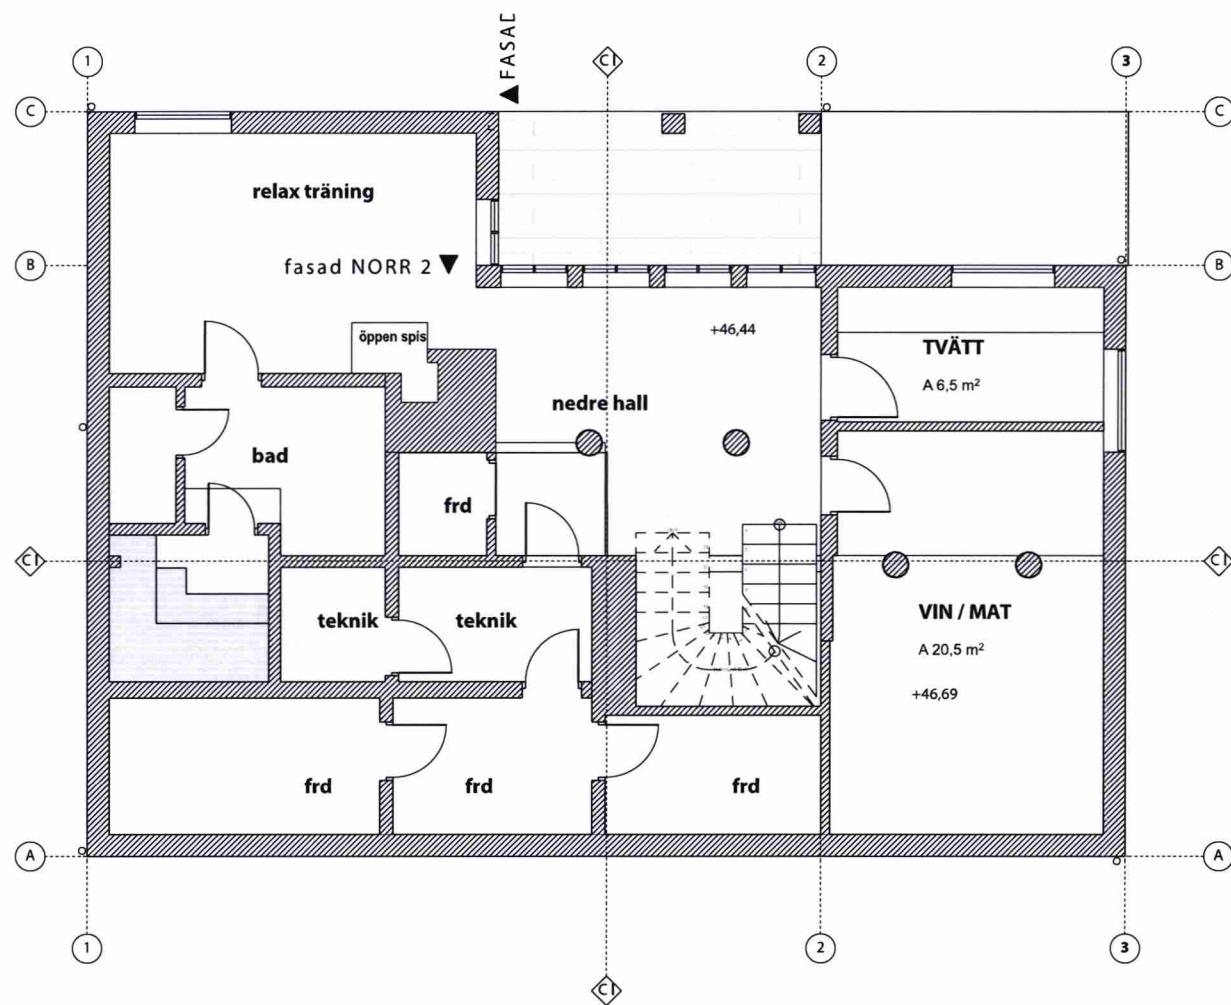 FASAD
1
C1
2
3
C
C
relax träning
fasad NORR 2
B
B
+46,44
öppen spis
TVÄTT
A 6,5 m²
nedre hall
bad
frd
C1
C1
teknik
teknik
VIN / MAT
A 20,5 m²
+46,69
frd
frd
frd
A
A
1
2
3
C1